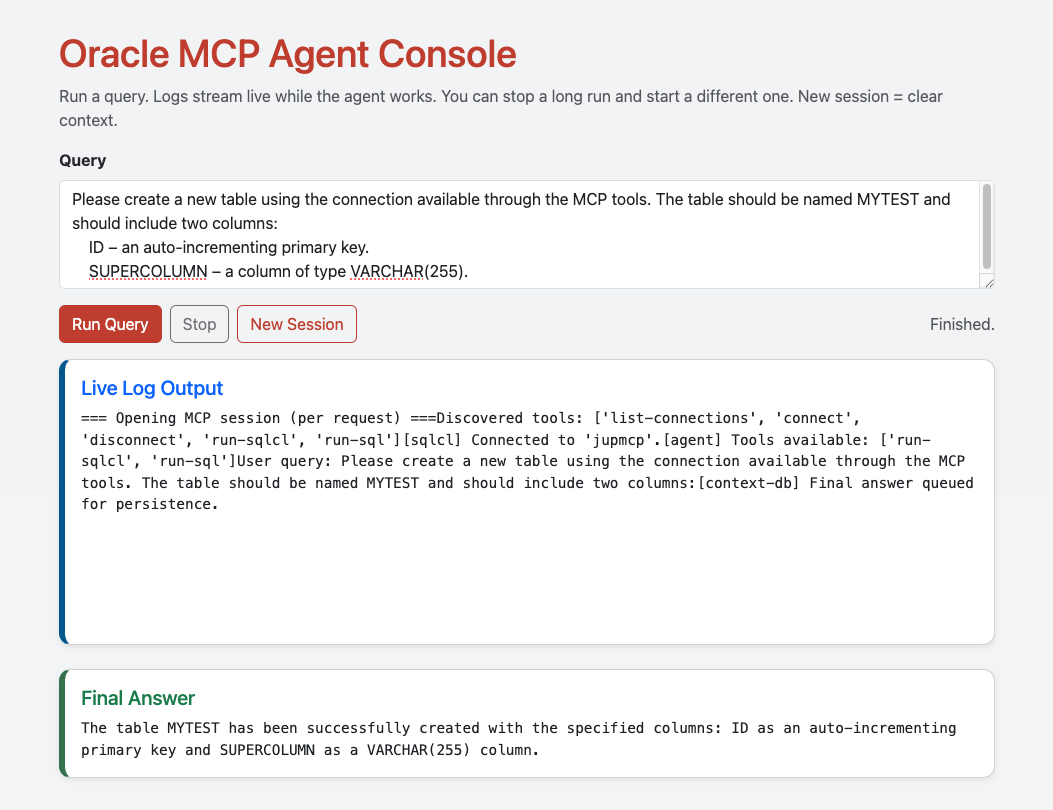 Oracle MCP Agent Console
Run a query. Logs stream live while the agent works. You can stop a long run and start a different one. New session = clear
context.
Query
Please create a new table using the connection available through the MCP tools. The table should be named MYTEST and
should include two columns:
ID – an auto-incrementing primary key.
SUPERCOLUMN – a column of type VARCHAR(255).
Run Query
Stop
New Session
Finished.
Live Log Output
=== Opening MCP session (per request) ===Discovered tools: ['list-connections', 'connect',
'disconnect', 'run-sqlcl', 'run-sql'][sqlcl] Connected to 'jupmcp'.[agent] Tools available: ['run-
sqlcl', 'run-sql']User query: Please create a new table using the connection available through the MCP
tools. The table should be named MYTEST and should include two columns:[context-db] Final answer queued
for persistence.
Final Answer
The table MYTEST has been successfully created with the specified columns: ID as an auto-incrementing
primary key and SUPERCOLUMN as a VARCHAR(255) column.